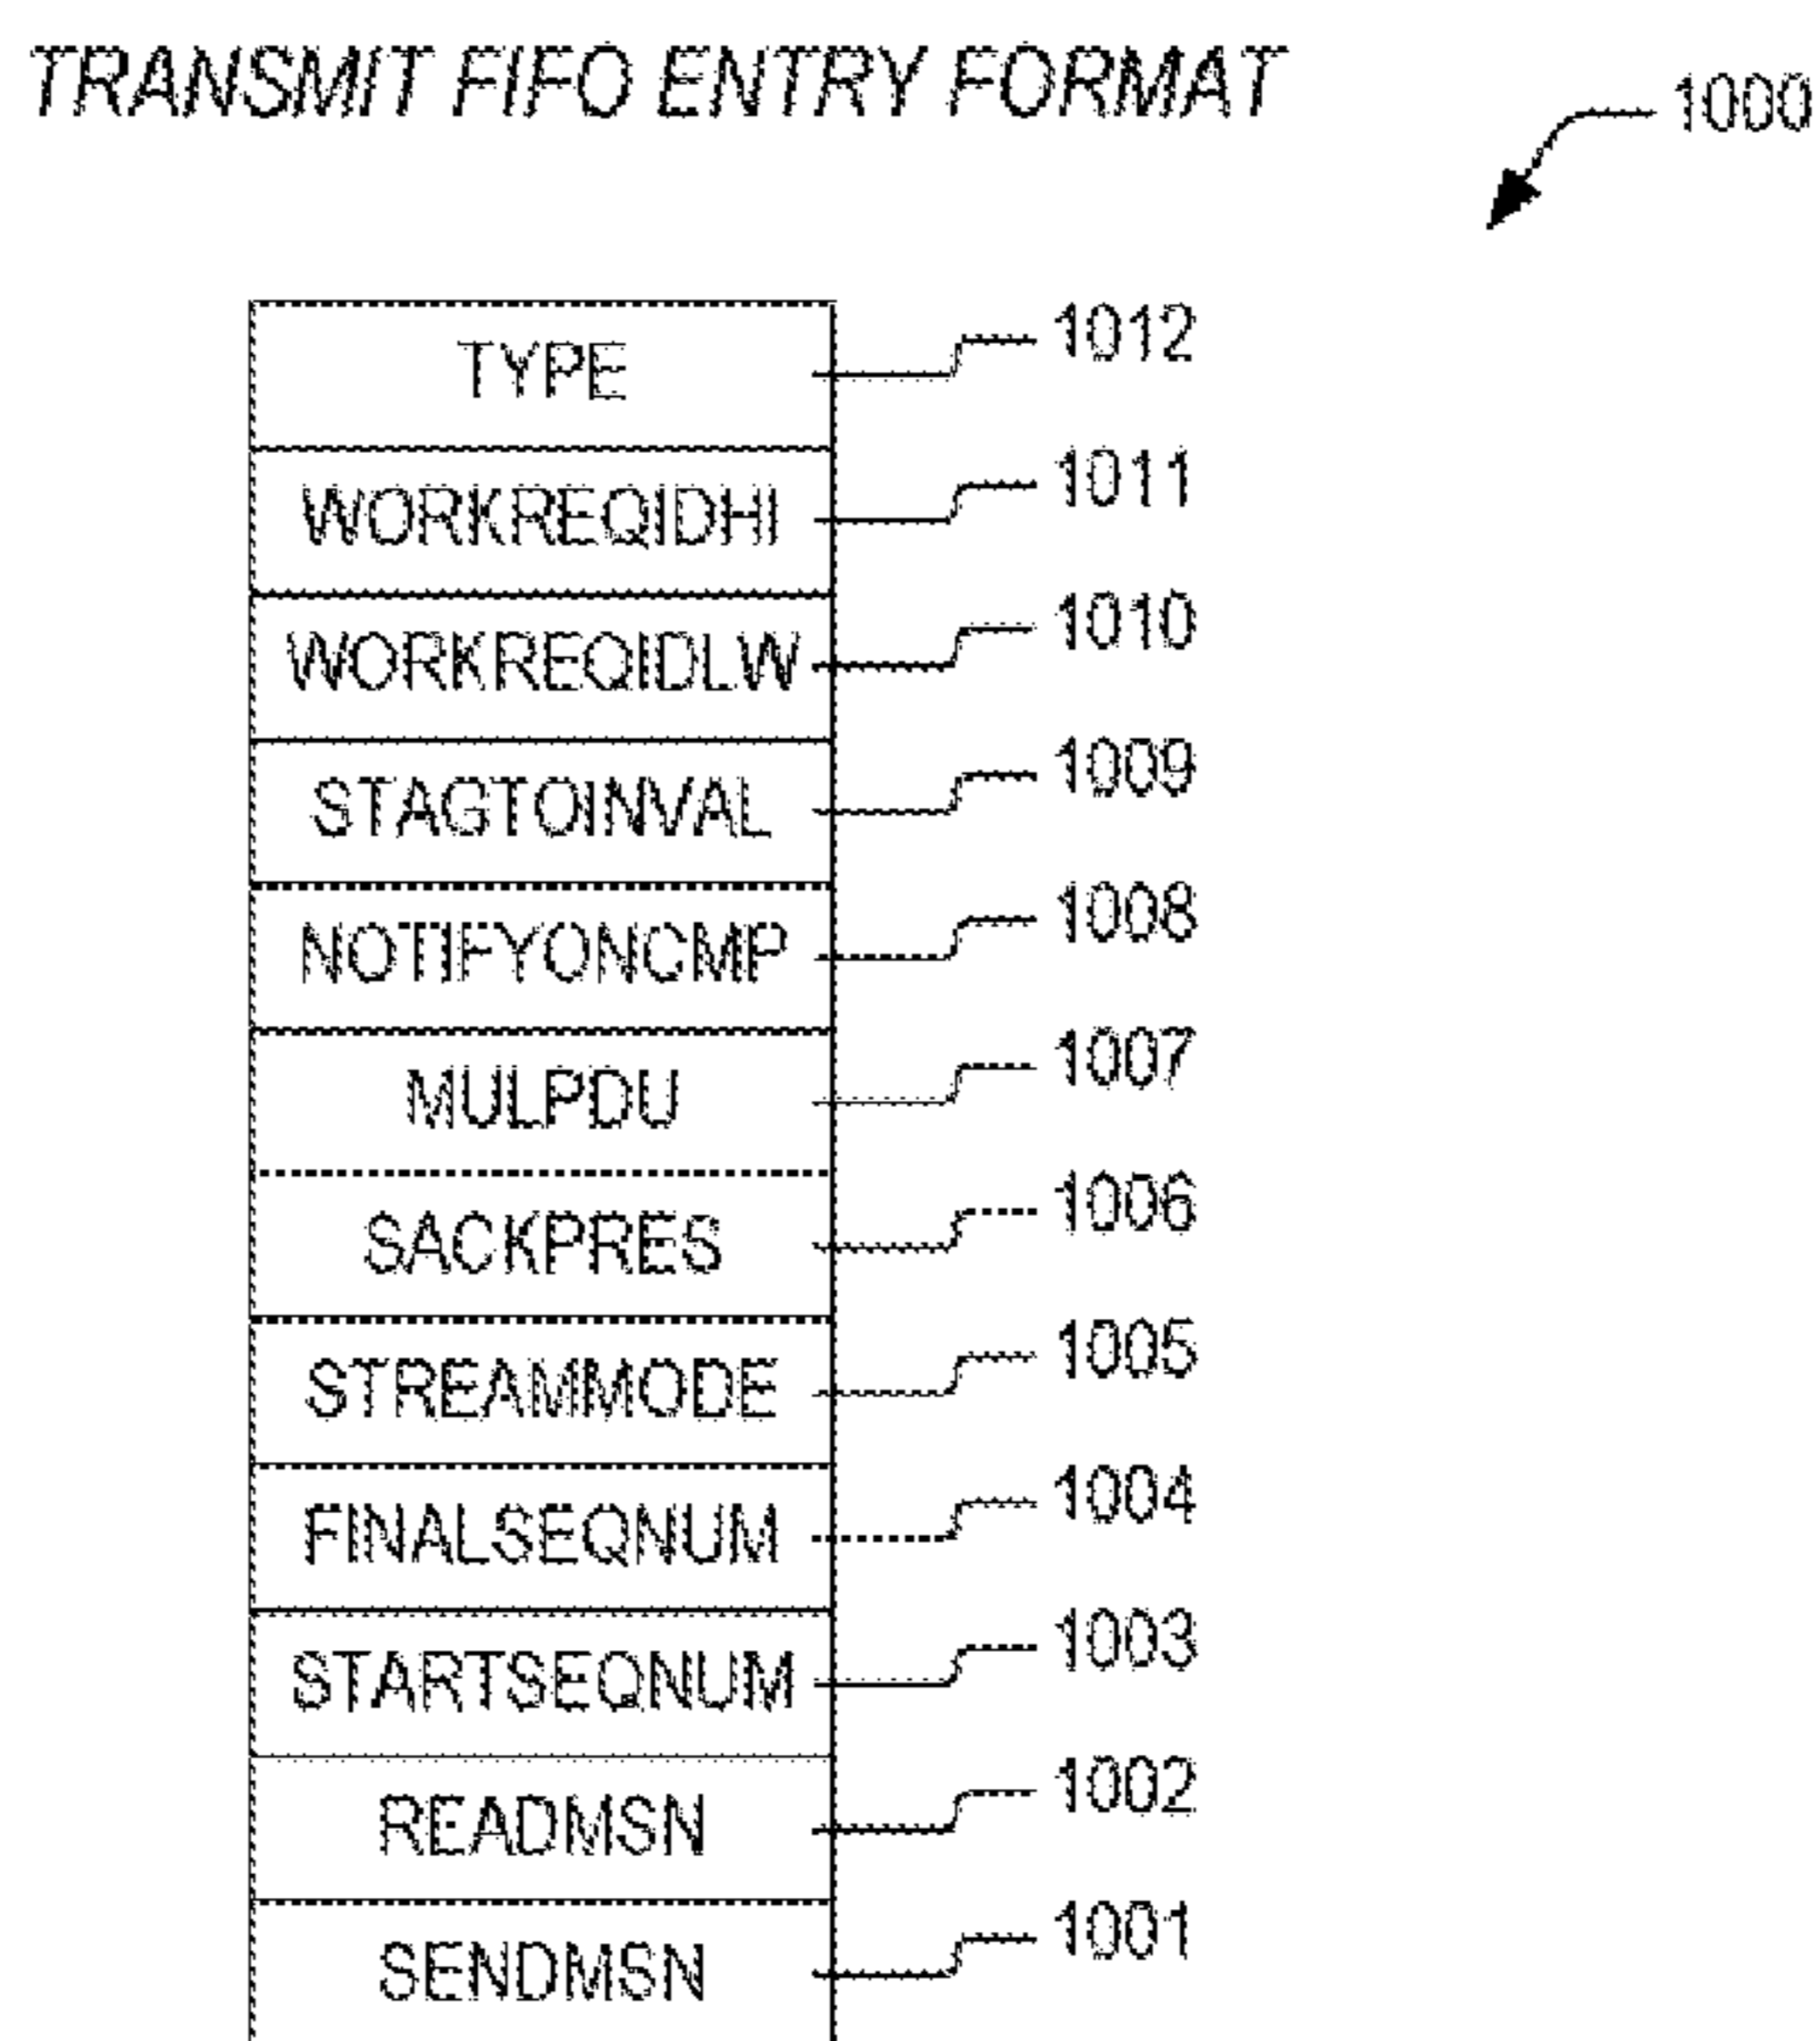 TRANSMIT FIFO ENTRY FORMAT
1000
TYPE 1012
WORKREQIDHI 1011
WORKREQIDLW 1010
STAGTOINVAL 1009
NOTIFYONCMP 1008
MULPDU 1007
SACKPRES 1006
STREAMMODE 1005
FINALSEQNUM 1004
STARTSEQNUM 1003
READMSN 1002
SENDMSN 1001